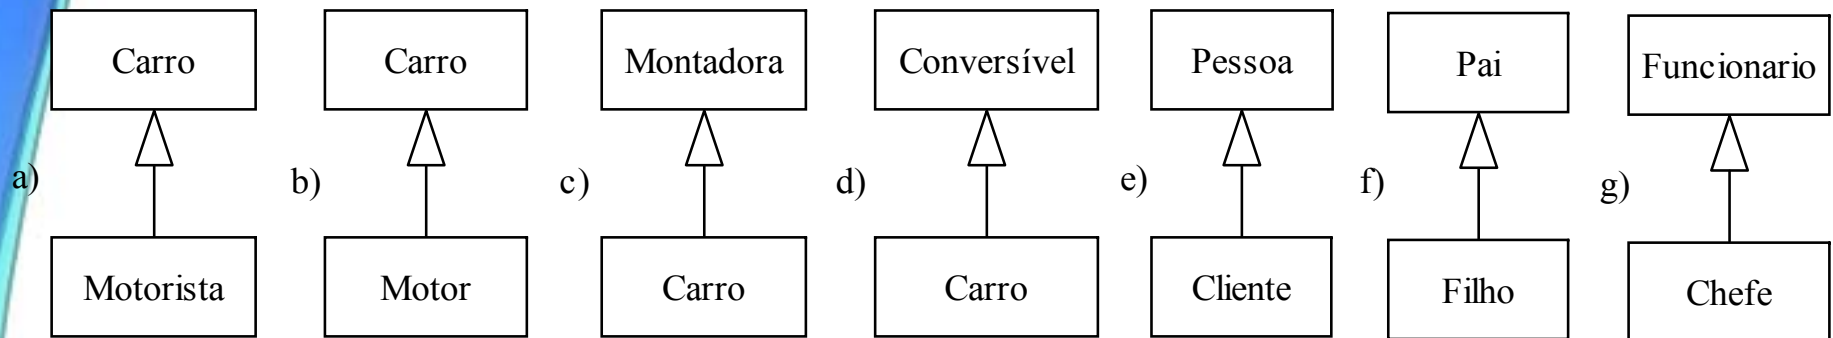 Carro Carro Montadora Conversível Pessoa Pai Funcionario
a) b) c) d) e) f) g)
Motorista Motor Carro Carro Cliente Filho Chefe